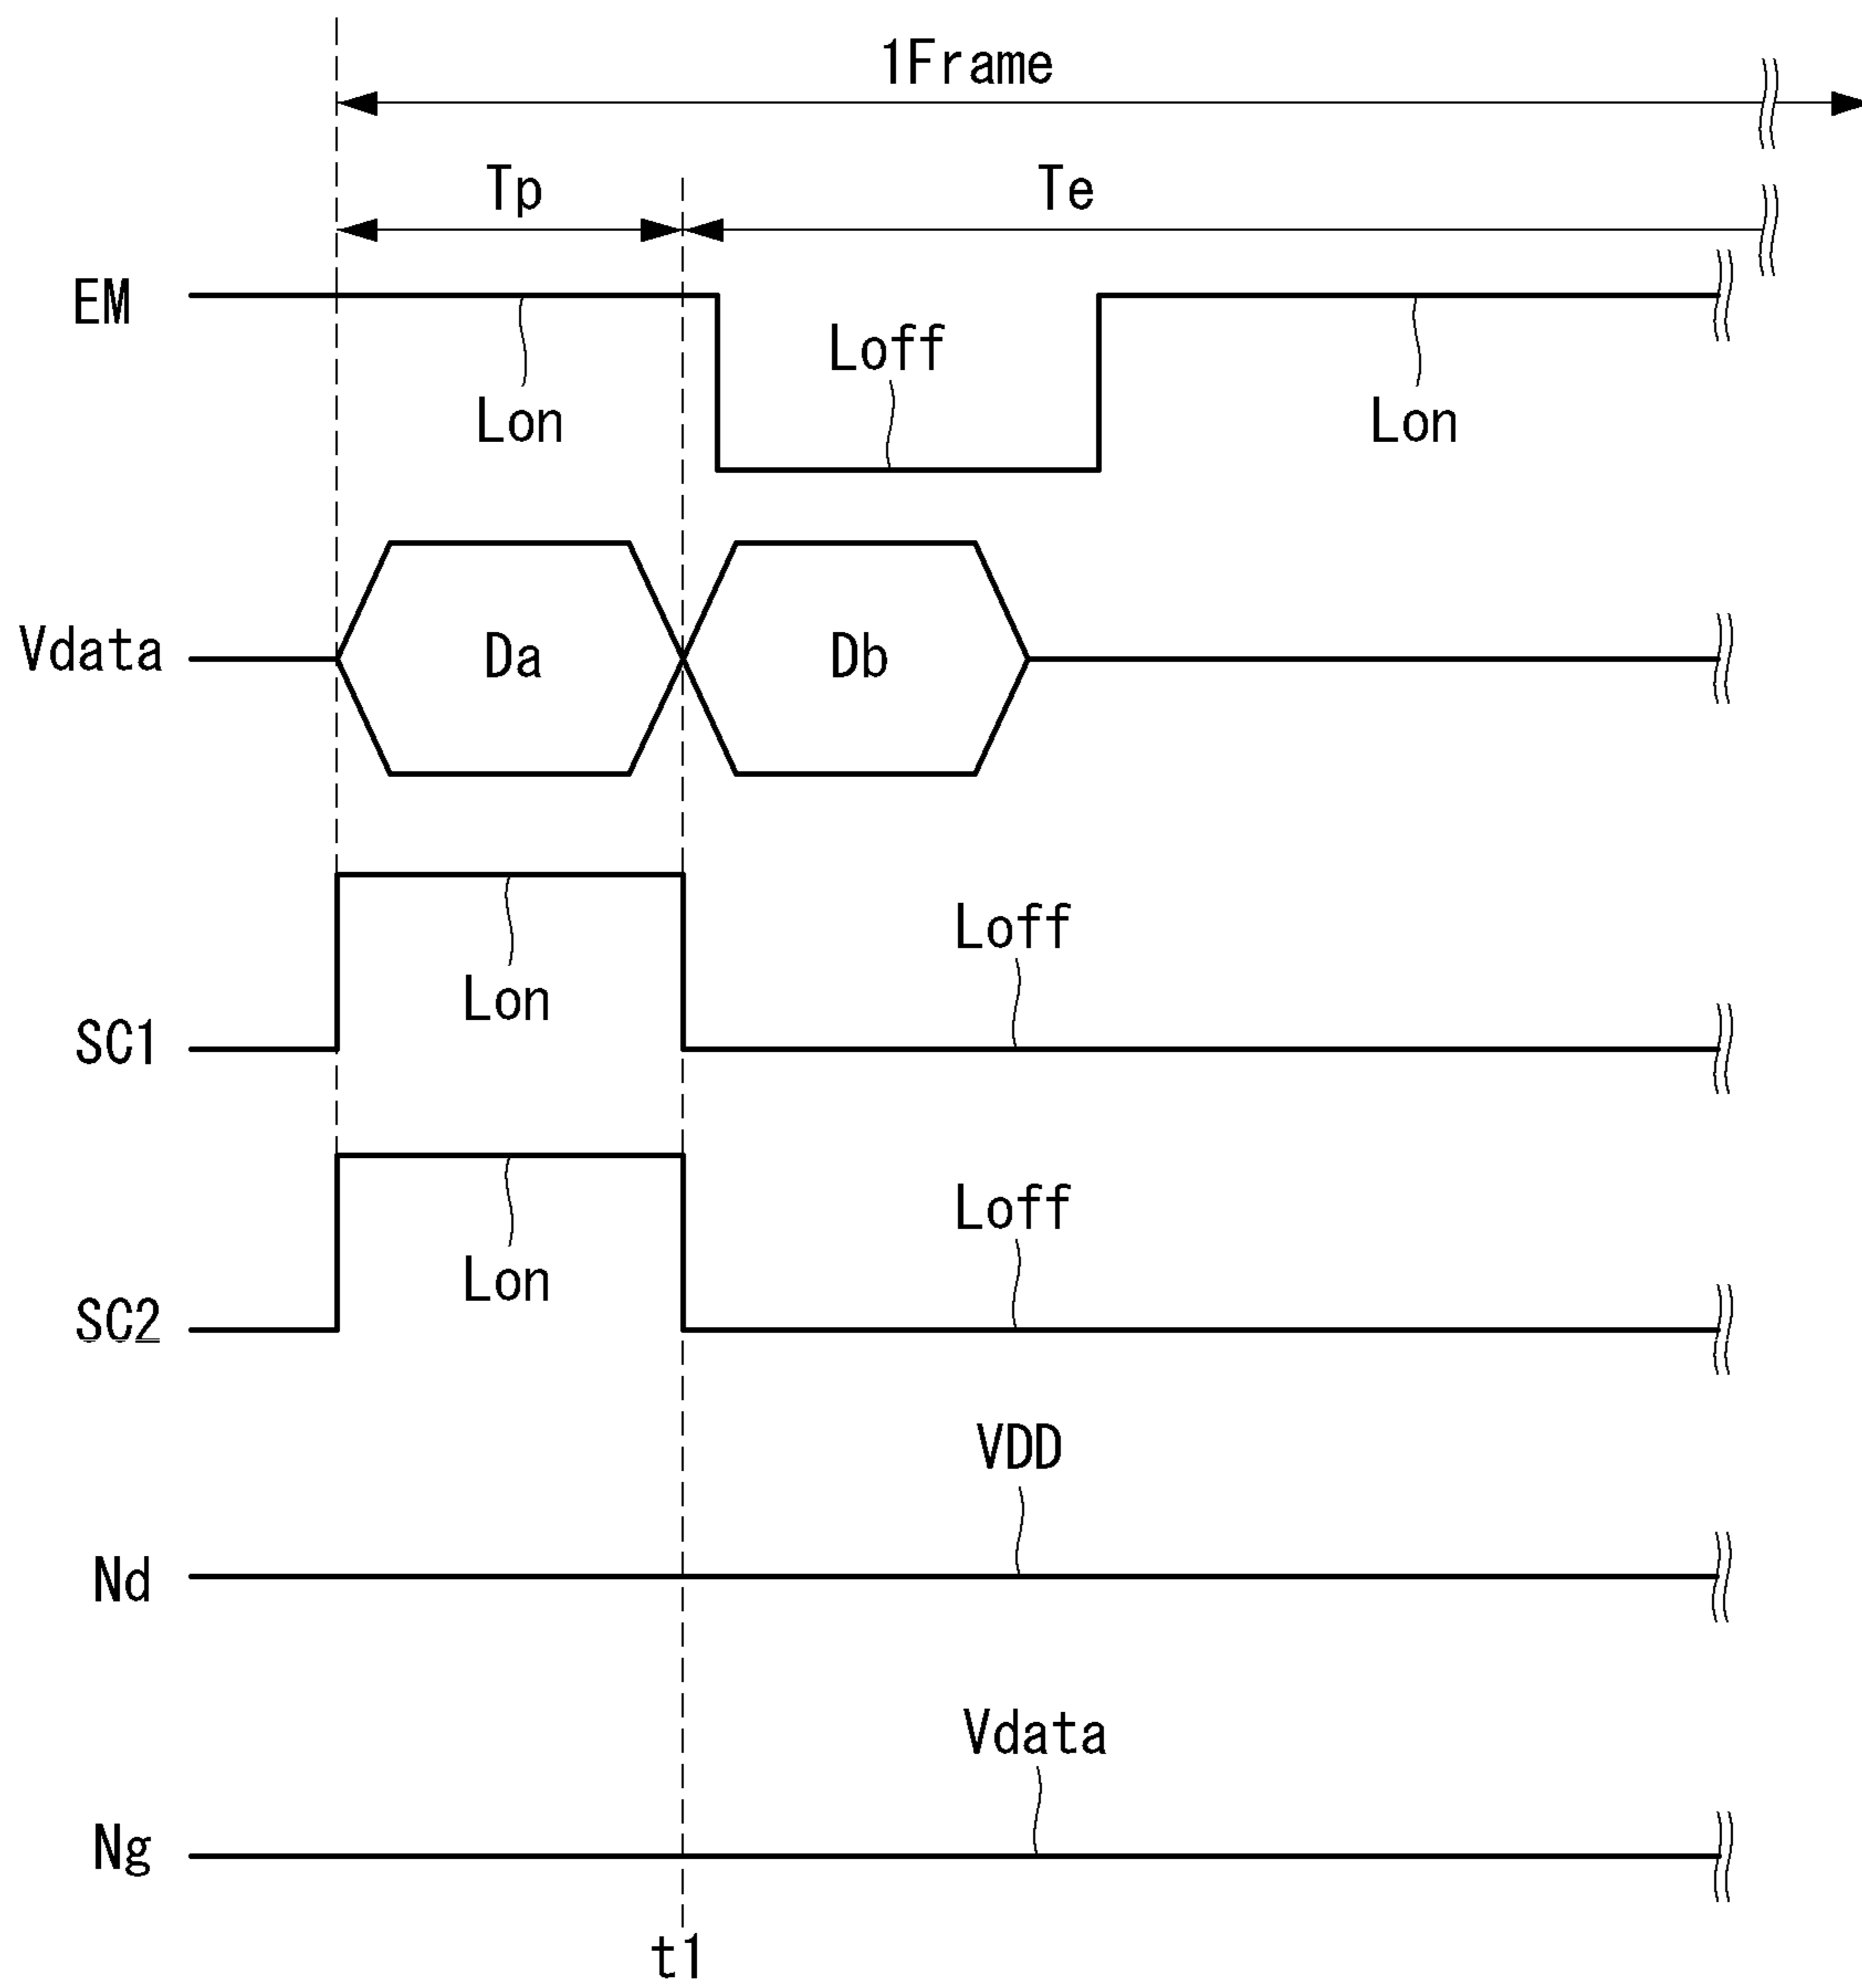 1Frame
Tp Te
EM
Loff
Lon Lon
Vdata Da Db
Loff
Lon
SC1
Loff
Lon
SC2
VDD
Nd
Vdata
Ng
t1